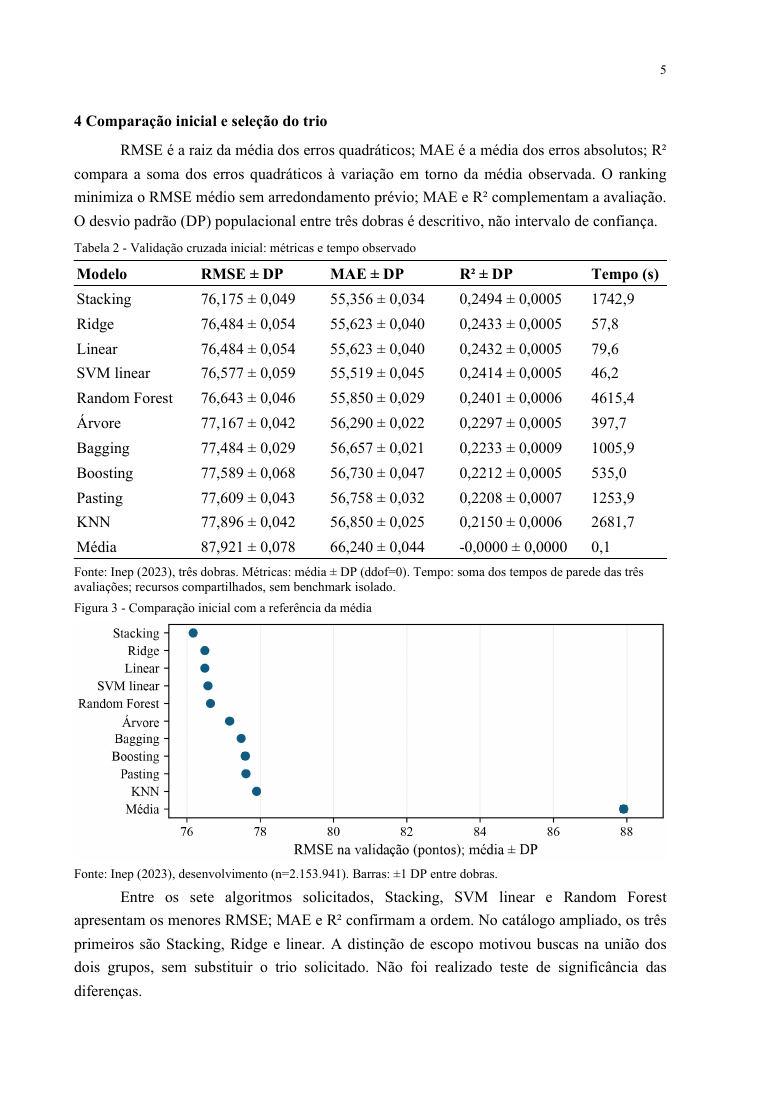 5
4 Comparação inicial e seleção do trio
RMSE é a raiz da média dos erros quadráticos; MAE é a média dos erros absolutos; R²
compara a soma dos erros quadráticos à variação em torno da média observada. O ranking
minimiza o RMSE médio sem arredondamento prévio; MAE e R² complementam a avaliação.
O desvio padrão (DP) populacional entre três dobras é descritivo, não intervalo de confiança.
Tabela 2 - Validação cruzada inicial: métricas e tempo observado
Modelo RMSE ± DP MAE ± DP R² ± DP Tempo (s)
Stacking 76,175 ± 0,049 55,356 ± 0,034 0,2494 ± 0,0005 1742,9
Ridge 76,484 ± 0,054 55,623 ± 0,040 0,2433 ± 0,0005 57,8
Linear 76,484 ± 0,054 55,623 ± 0,040 0,2432 ± 0,0005 79,6
SVM linear 76,577 ± 0,059 55,519 ± 0,045 0,2414 ± 0,0005 46,2
Random Forest 76,643 ± 0,046 55,850 ± 0,029 0,2401 ± 0,0006 4615,4
Árvore 77,167 ± 0,042 56,290 ± 0,022 0,2297 ± 0,0005 397,7
Bagging 77,484 ± 0,029 56,657 ± 0,021 0,2233 ± 0,0009 1005,9
Boosting 77,589 ± 0,068 56,730 ± 0,047 0,2212 ± 0,0005 535,0
Pasting 77,609 ± 0,043 56,758 ± 0,032 0,2208 ± 0,0007 1253,9
KNN 77,896 ± 0,042 56,850 ± 0,025 0,2150 ± 0,0006 2681,7
Média 87,921 ± 0,078 66,240 ± 0,044 -0,0000 ± 0,0000 0,1
Fonte: Inep (2023), três dobras. Métricas: média ± DP (ddof=0). Tempo: soma dos tempos de parede das três
avaliações; recursos compartilhados, sem benchmark isolado.
Figura 3 - Comparação inicial com a referência da média
Stacking
Ridge
Linear
SVM linear
Random Forest
Árvore
Bagging
Boosting
Pasting
KNN
Média
76 78 80 82 84 86 88
RMSE na validação (pontos); média ± DP
Fonte: Inep (2023), desenvolvimento (n=2.153.941). Barras: ±1 DP entre dobras.
Entre os sete algoritmos solicitados, Stacking, SVM linear e Random Forest
apresentam os menores RMSE; MAE e R² confirmam a ordem. No catálogo ampliado, os três
primeiros são Stacking, Ridge e linear. A distinção de escopo motivou buscas na união dos
dois grupos, sem substituir o trio solicitado. Não foi realizado teste de significância das
diferenças.